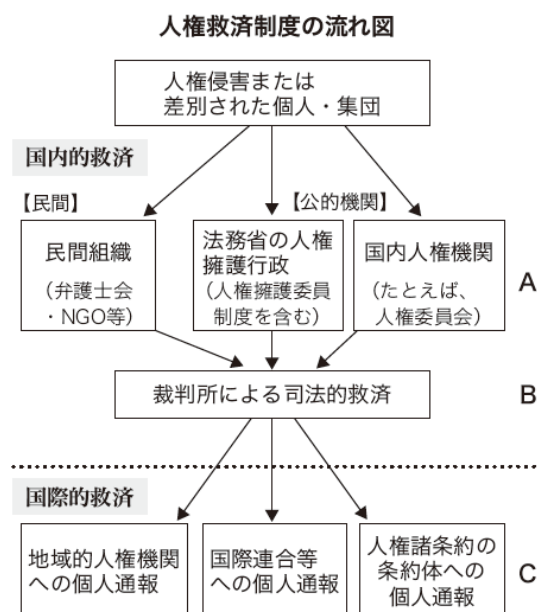 人権救済制度の流れ図
人権侵害または
差別された個人・集団
国内的救済
【民間】
【公的機関】
民間組織
（弁護士会
・NGO等）
法務省の人権
擁護行政
（人権擁護委員
制度を含む）
国内人権機関
（たとえば、
人権委員会）
A
裁判所による司法的救済
B
国際的救済
地域的人権機関
への個人通報
国際連合等
への個人通報
人権諸条約の
条約体への
個人通報
C